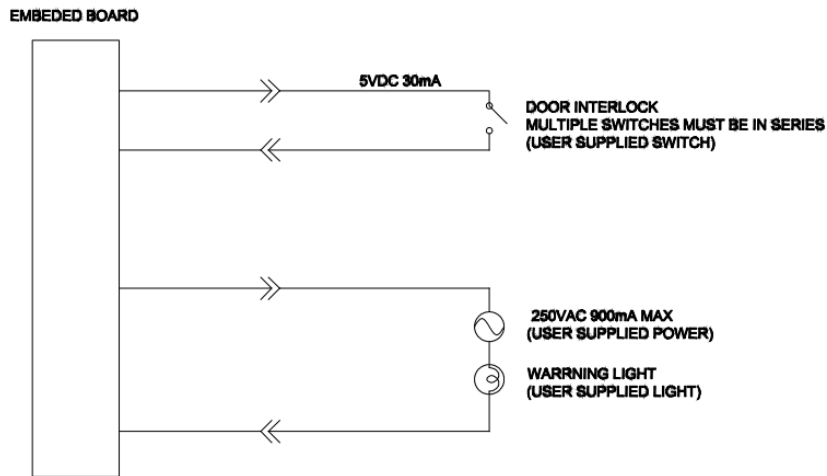 EMBEDED BOARD
5VDC 30mA
DOOR INTERLOCK
MULTIPLE SWITCHES MUST BE IN SERIES
(USER SUPPLIED SWITCH)
250VAC 900mA MAX
(USER SUPPLIED POWER)
WARRNING LIGHT
(USER SUPPLIED LIGHT)